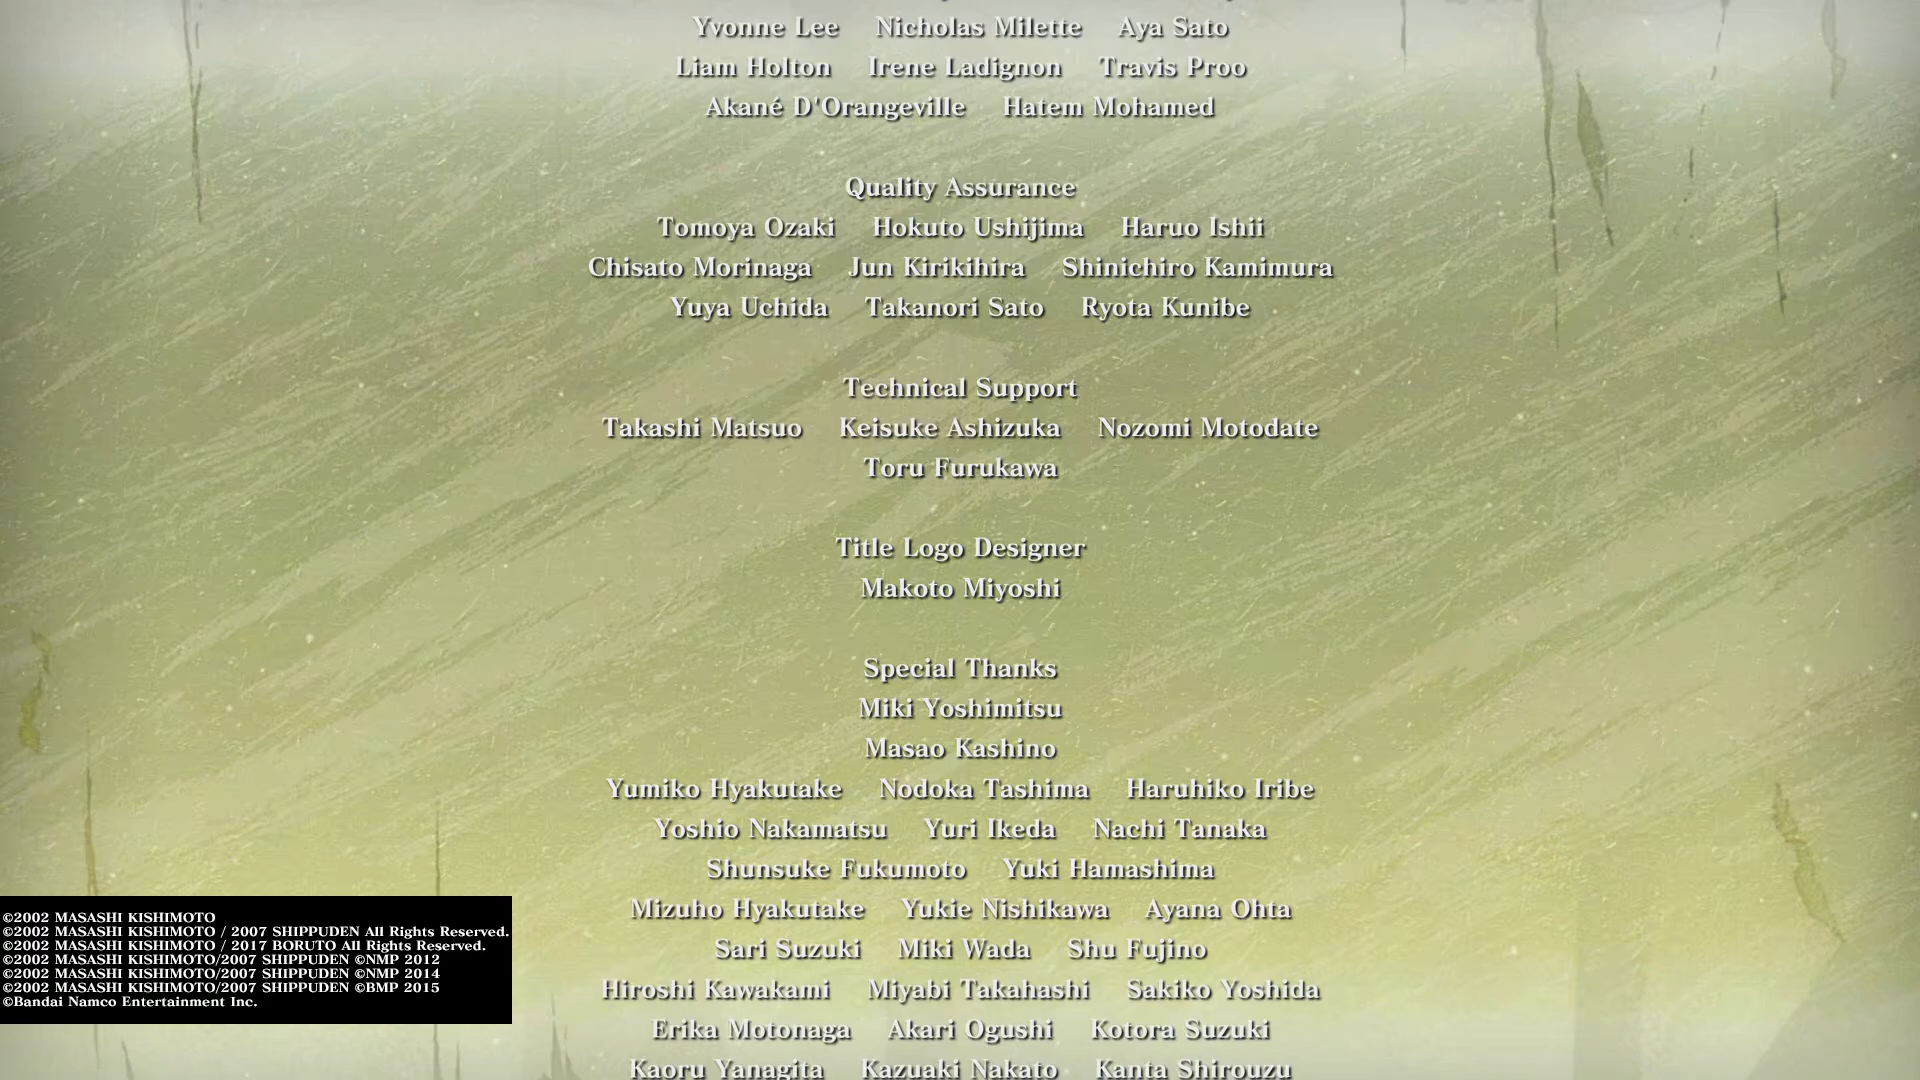 Yvonne Lee Nicholas Milette Aya Sato
Liam Holton Irene Ladignon Travis Proo
Akané D'Orangeville Hatem Mohamed
Quality Assurance
Tomoya Ozaki Hokuto Ushijima Haruo Ishii
Chisato Morinaga Jun Kirikihira Shinichiro Kamimura
Yuya Uchida Takanori Sato Ryota Kunibe
Technical Support
Takashi Matsuo Keisuke Ashizuka Nozomi Motodate
Toru Furukawa
Title Logo Designer
Makoto Miyoshi
Special Thanks
Miki Yoshimitsu
Masao Kashino
Yumiko Hyakutake Nodoka Tashima Haruhiko Iribe
Yoshio Nakamatsu Yuri Ikeda Nachi Tanaka
Shunsuke Fukumoto Yuki Hamashima
Mizuho Hyakutake Yukie Nishikawa Ayana Ohta
Sari Suzuki Miki Wada Shu Fujino
Hiroshi Kawakami Miyabi Takahashi Sakiko Yoshida
Erika Motonaga Akari Ogushi Kotora Suzuki
Kaoru Yanagita Kazuaki Nakato Kanta Shirouzu
©2002 MASASHI KISHIMOTO
©2002 MASASHI KISHIMOTO / 2007 SHIPPUDEN All Rights Reserved.
©2002 MASASHI KISHIMOTO / 2017 BORUTO All Rights Reserved.
©2002 MASASHI KISHIMOTO/2007 SHIPPUDEN ©NMP 2012
©2002 MASASHI KISHIMOTO/2007 SHIPPUDEN ©NMP 2014
©2002 MASASHI KISHIMOTO/2007 SHIPPUDEN ©BMP 2015
©Bandai Namco Entertainment Inc.